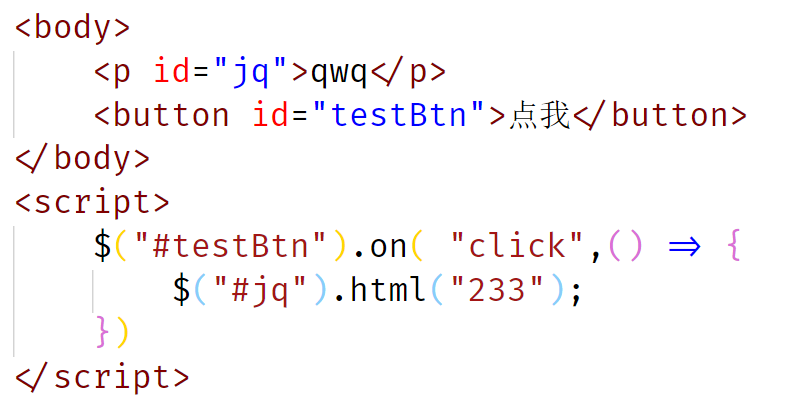 <body>
    <p id="jq">qwq</p>
    <button id="testBtn">点我</button>
</body>
<script>
    $("#testBtn").on( "click",() => {
        $("#jq").html("233");
    })
</script>